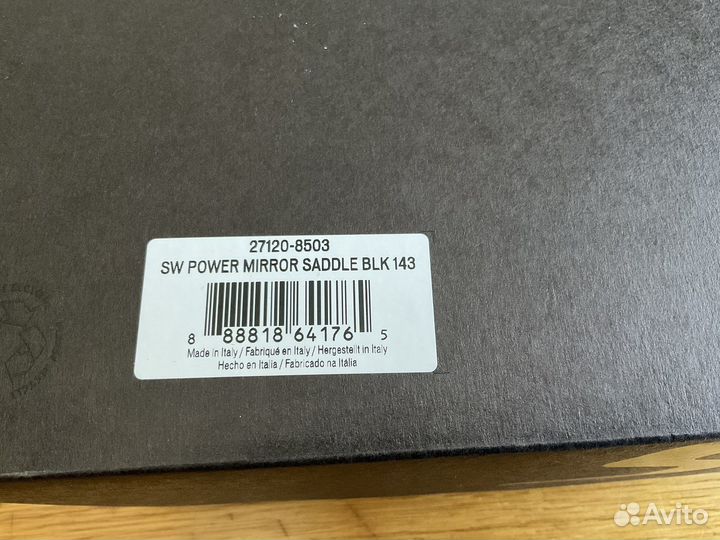 27120-8503
SW POWER MIRROR SADDLE BLK 143
8 88818 64176 5
Made in Italy / Fabriqué en Italy / Hergestellt in Italy
Hecho en Italia / Fabricado na Itália
Avito